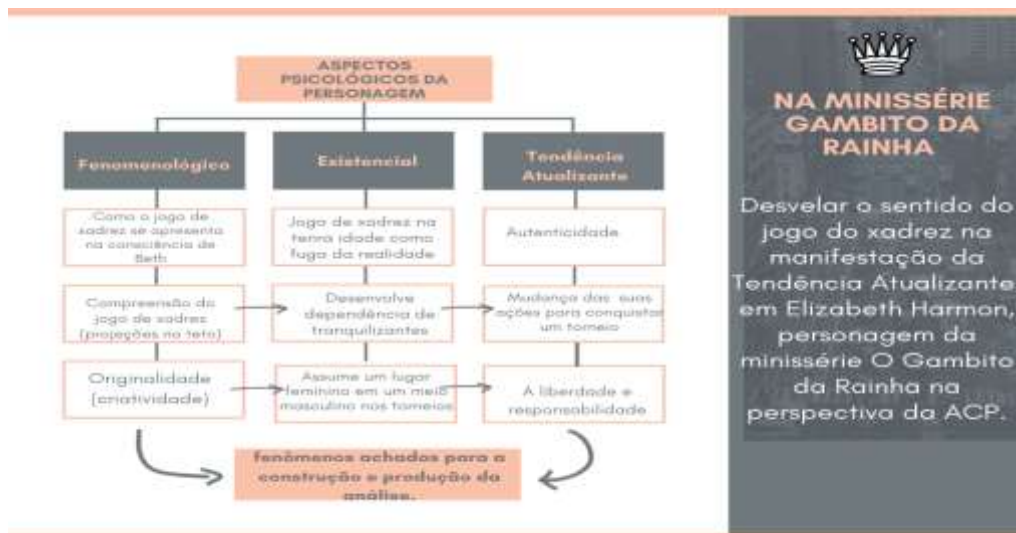 ASPECTOS
PSICOLÓGICOS DA
PERSONAGEM
Fenomenológico
Existencial
Tendência
Atualizante
Como o jogo de
xadrez se apresenta
na consciência de
Beth
Jogo de xadrez na
tenra idade como
fuga da realidade
Autenticidade
Compreensão do
jogo de xadrez
(projeções no teto)
Desenvolve
dependência de
tranquilizantes
Mudança das suas
ações para conquistar
um torneio
Originalidade
(criatividade)
Assume um lugar
feminino em um meio
masculino nos torneios
A liberdade e
responsabilidade
fenômenos achados para a
construção e produção da
análise.
NA MINISSÉRIE
GAMBITO DA
RAINHA
Desvelar o sentido do
jogo do xadrez na
manifestação da
Tendência Atualizante
em Elizabeth Harmon,
personagem da
minissérie O Gambito
da Rainha na
perspectiva da ACP.